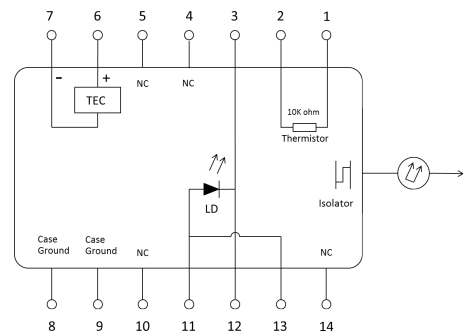 7 6 5 4 3 2 1
- + NC NC
TEC
10K ohm
Thermistor
LD
Isolator
Case Ground
Case Ground
NC NC
8 9 10 11 12 13 14